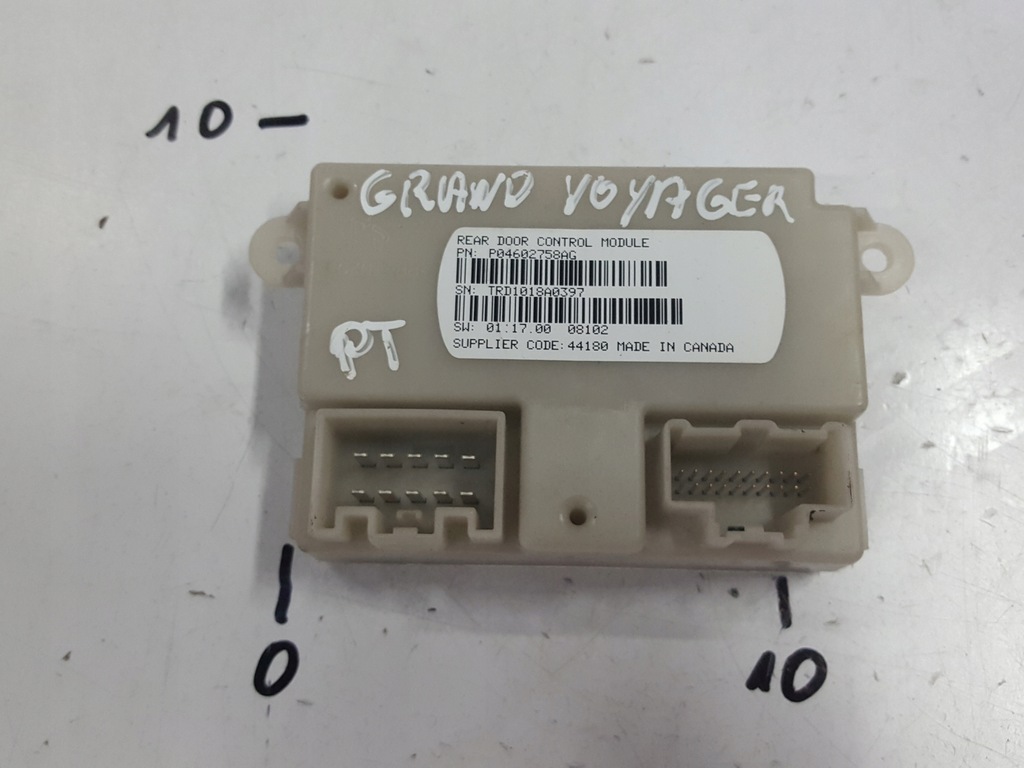 10 -
GRAND VOYAGER
REAR DOOR CONTROL MODULE
PN: P04602758AG
SN: TRD1018A0397
SW: 01.17.00 08102
SUPPLIER CODE:44180 MADE IN CANADA
PT
0 10